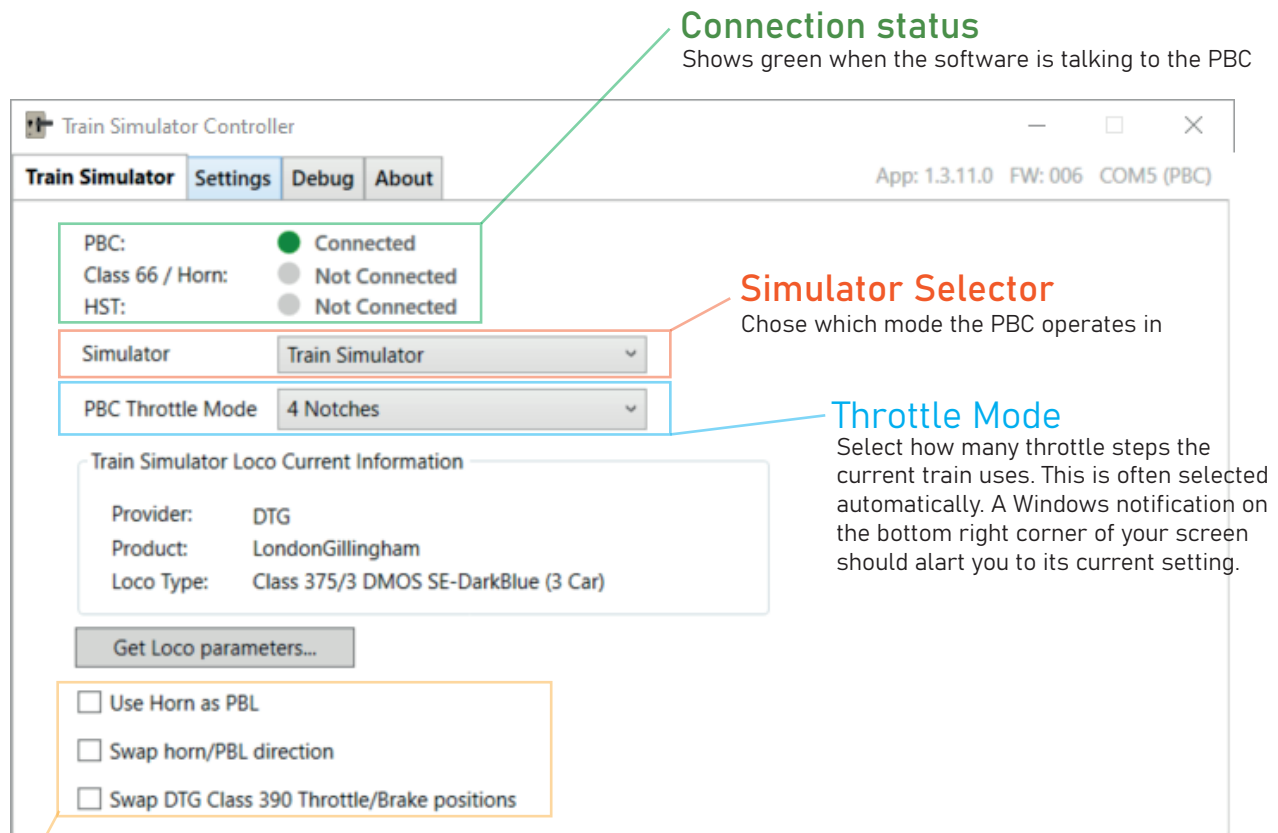 Connection status
Shows green when the software is talking to the PBC
Train Simulator Controller
Train Simulator Settings Debug About App: 1.3.11.0 FW: 006 COM5 (PBC)
PBC: Connected
Class 66 / Horn: Not Connected
HST: Not Connected
Simulator Selector
Chose which mode the PBC operates in
Simulator Train Simulator
PBC Throttle Mode 4 Notches
Throttle Mode
Select how many throttle steps the
current train uses. This is often selected
automatically. A Windows notification on
the bottom right corner of your screen
should alart you to its current setting.
Train Simulator Loco Current Information
Provider: DTG
Product: LondonGillingham
Loco Type: Class 375/3 DMOS SE-DarkBlue (3 Car)
Get Loco parameters...
Use Horn as PBL
Swap horn/PBL direction
Swap DTG Class 390 Throttle/Brake positions